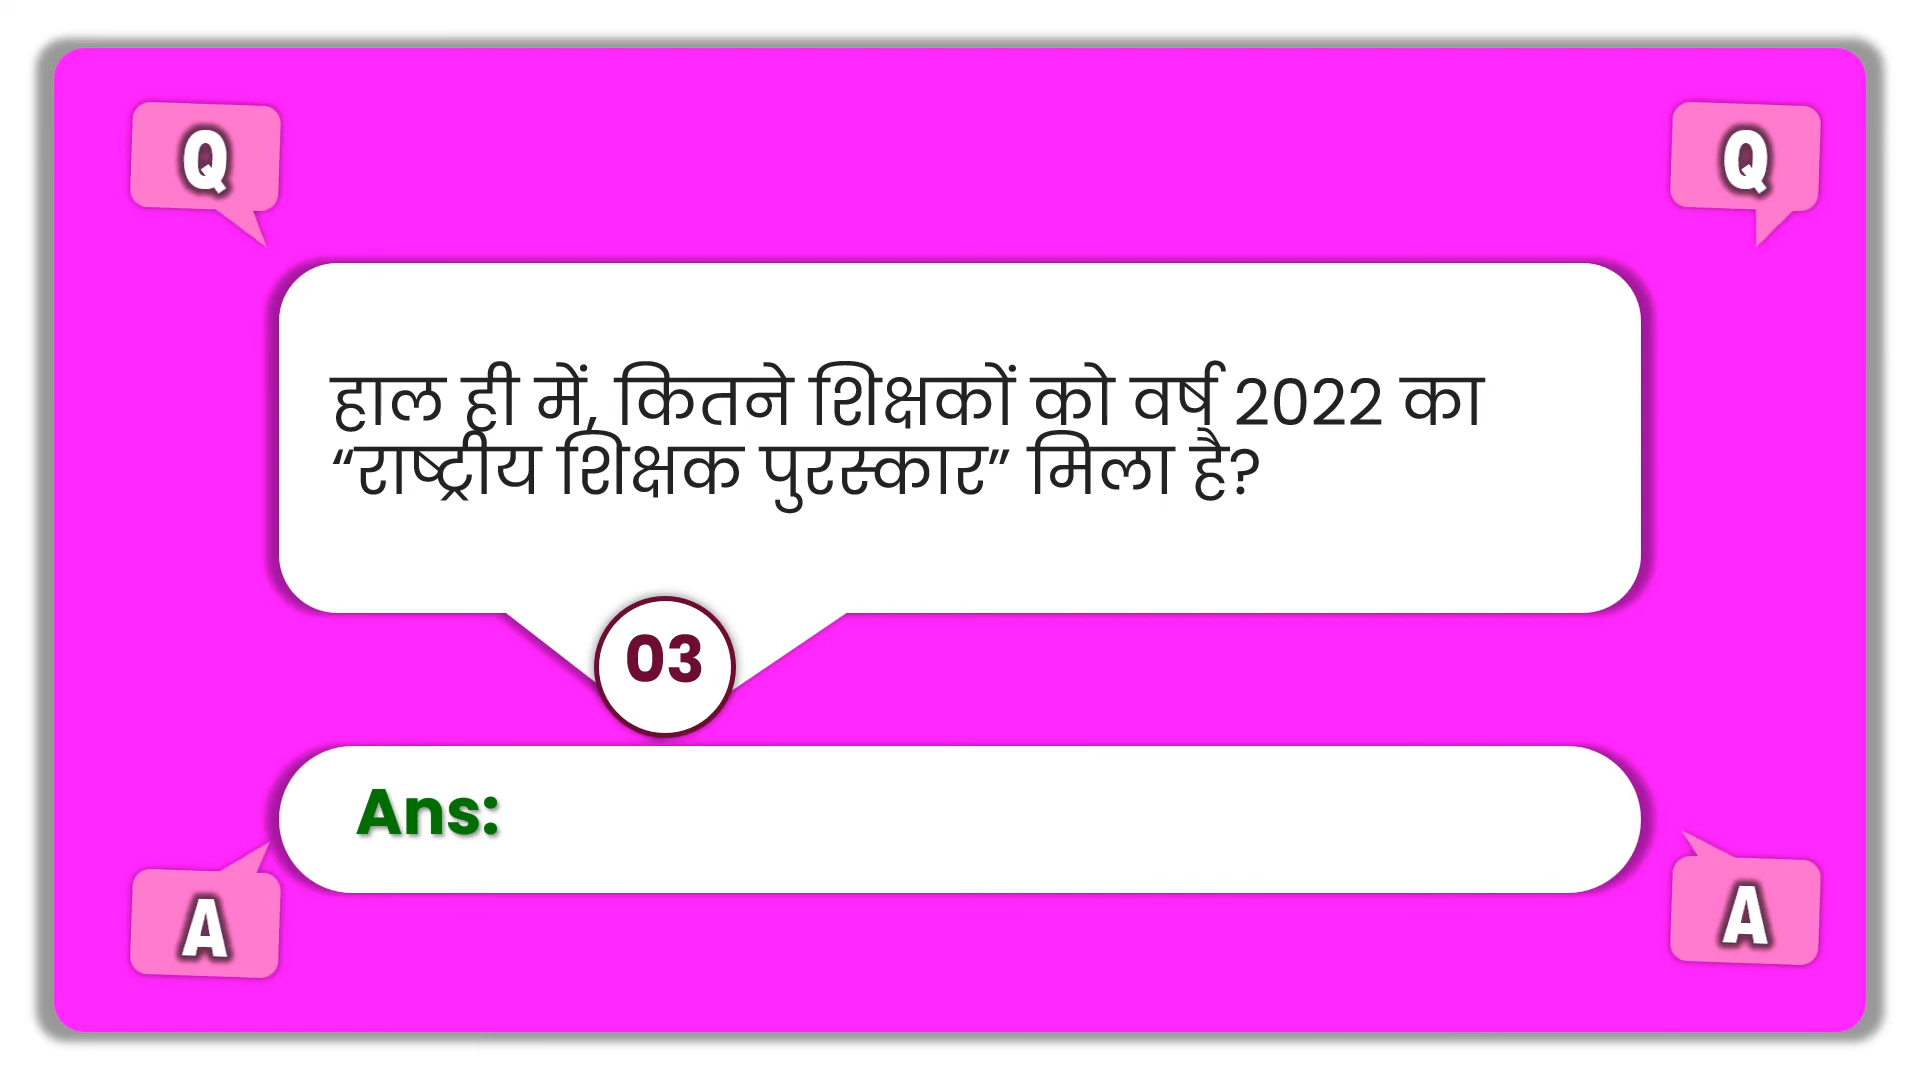 Q
Q
हाल ही में, कितने शिक्षकों को वर्ष 2022 का
“राष्ट्रीय शिक्षक पुरस्कार” मिला है?
03
Ans:
A
A